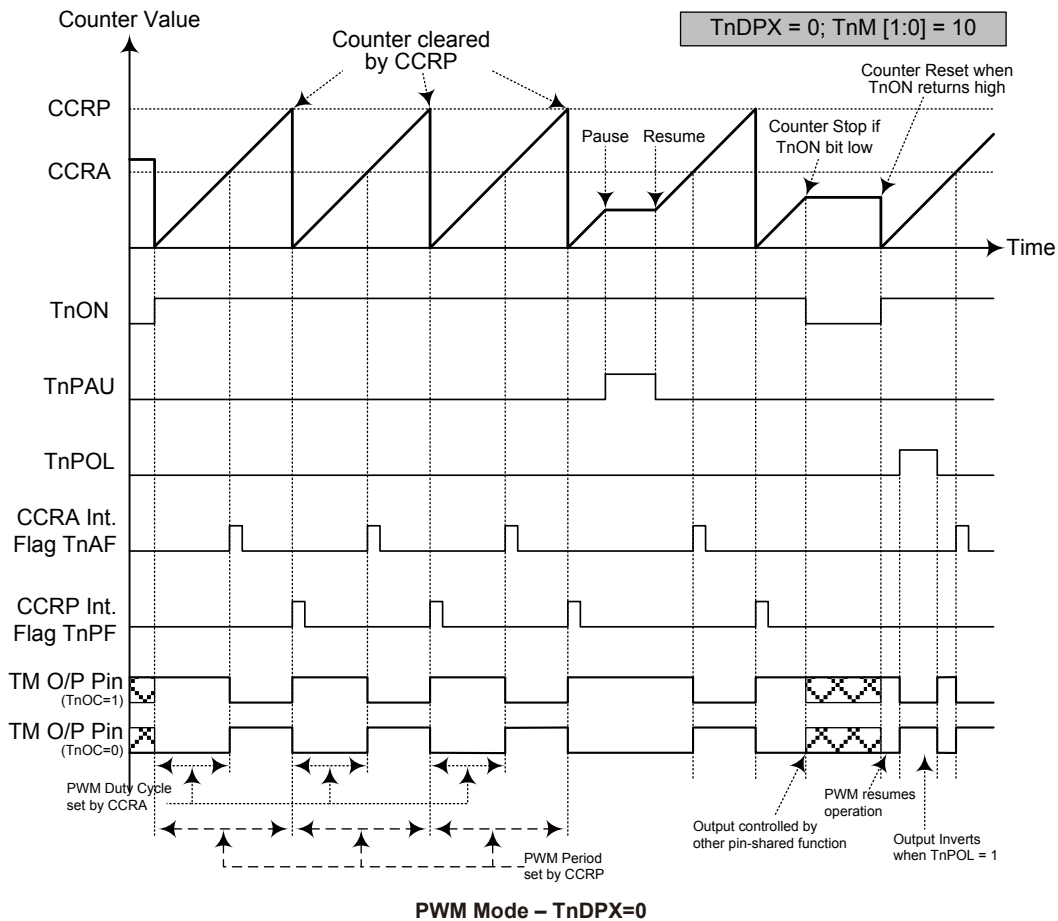 Counter Value
TnDPX = 0; TnM [1:0] = 10
Counter cleared
by CCRP
Counter Reset when
TnON returns high
CCRP
Pause
Resume
Counter Stop if
TnON bit low
CCRA
Time
TnON
TnPAU
TnPOL
CCRA Int.
Flag TnAF
CCRP Int.
Flag TnPF
TM O/P Pin
(TnOC=1)
TM O/P Pin
(TnOC=0)
PWM Duty Cycle
set by CCRA
PWM resumes
operation
Output controlled by
other pin-shared function
Output Inverts
when TnPOL = 1
PWM Period
set by CCRP
PWM Mode – TnDPX=0